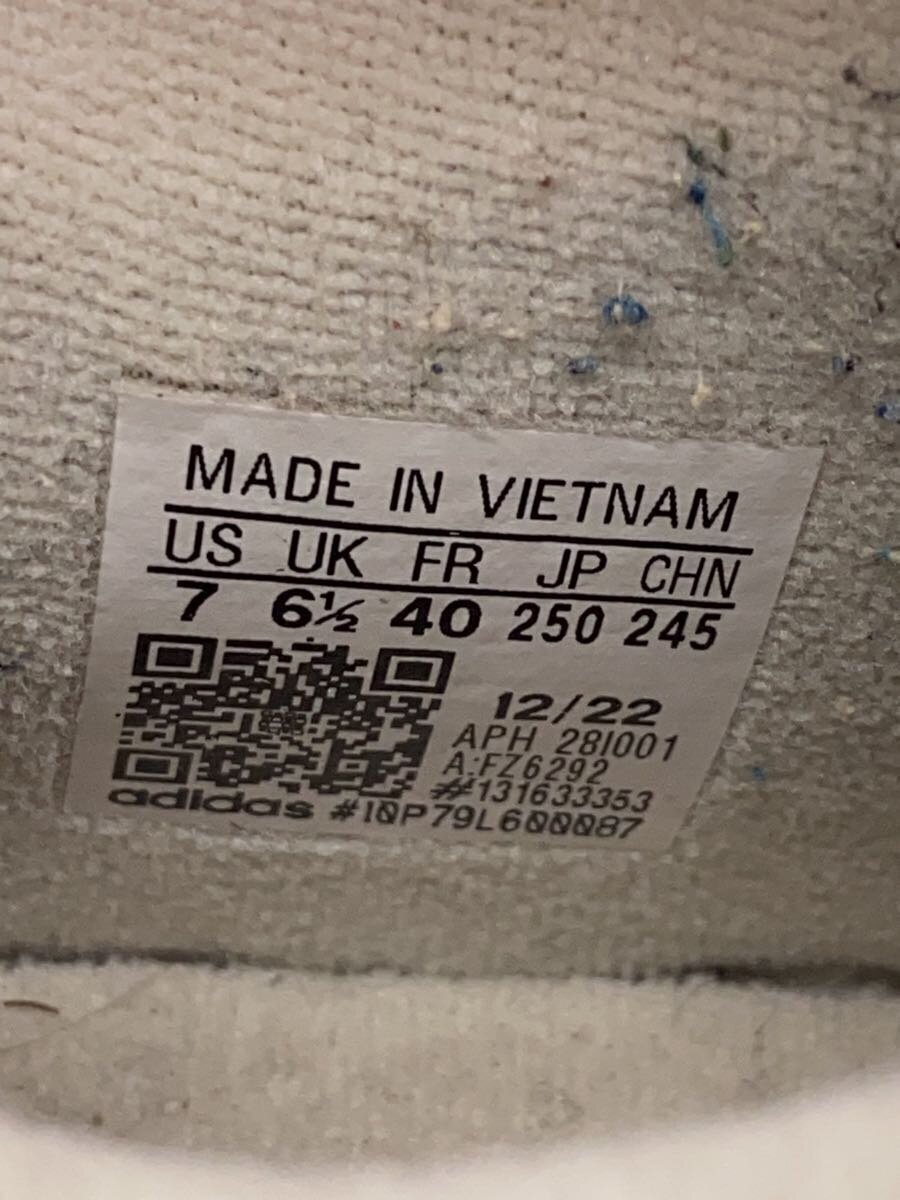 MADE IN VIETNAM
US UK FR JP CHN
7 6½ 40 250 245
12/22
APH 28I001
A:FZ6292
#131633353
adidas #IQP79L600087